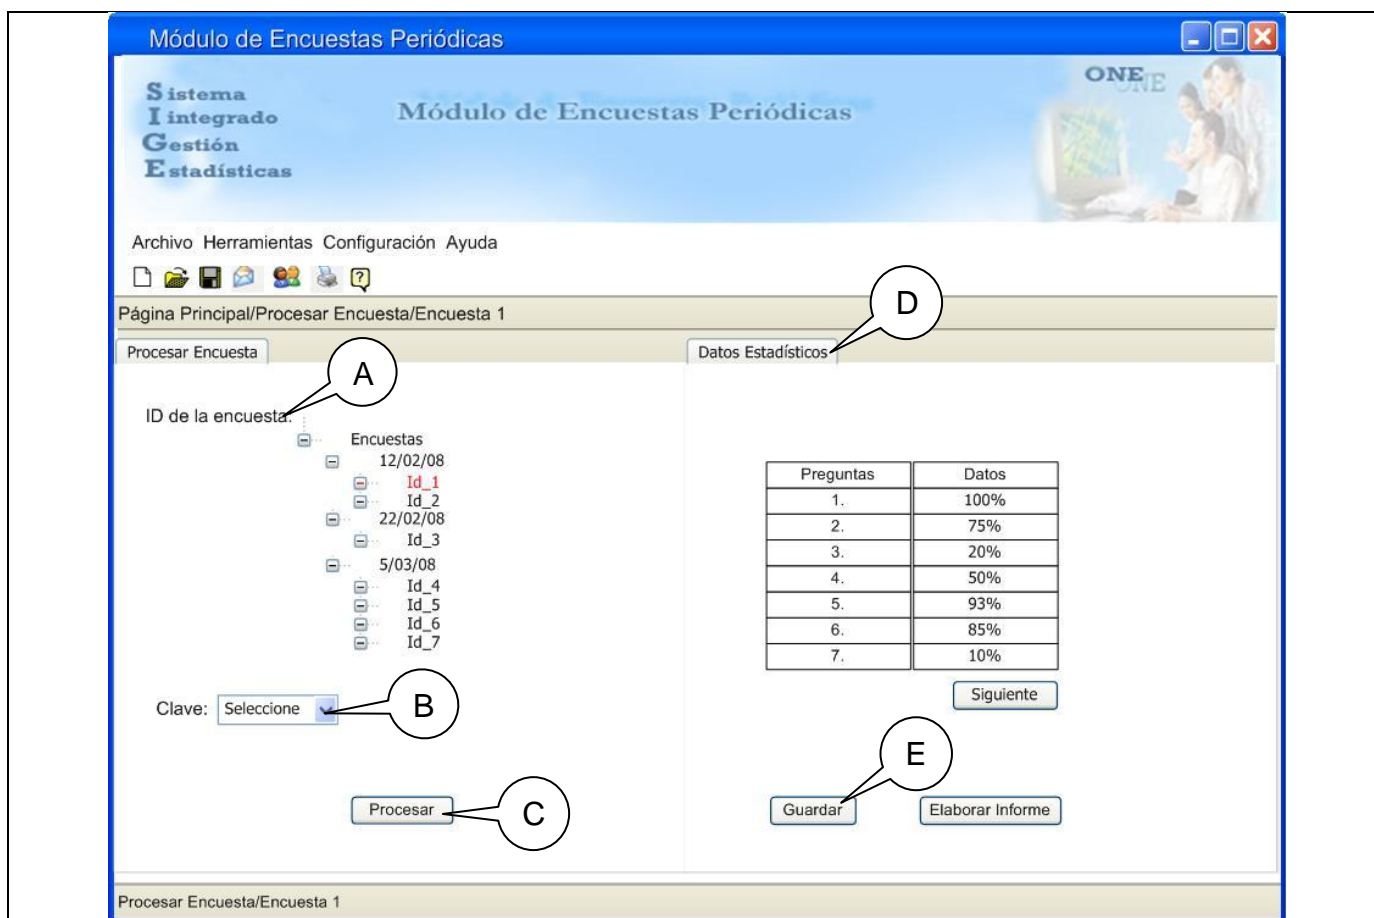 Módulo de Encuestas Periódicas
Sistema
Iintegrado
Gestión
Estadísticas
Módulo de Encuestas Periódicas
ONE
Archivo Herramientas Configuración Ayuda
Página Principal/Procesar Encuesta/Encuesta 1
D
Procesar Encuesta
Datos Estadísticos
A
ID de la encuesta:
Encuestas
12/02/08
Id_1
Id_2
22/02/08
Id_3
5/03/08
Id_4
Id_5
Id_6
Id_7
Clave: Seleccione
B
Procesar
C
Preguntas Datos
1. 100%
2. 75%
3. 20%
4. 50%
5. 93%
6. 85%
7. 10%
Siguiente
E
Guardar Elaborar Informe
Procesar Encuesta/Encuesta 1